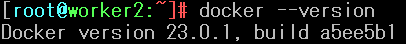 [root@worker2:~]# docker --version
Docker version 23.0.1, build a5ee5b1